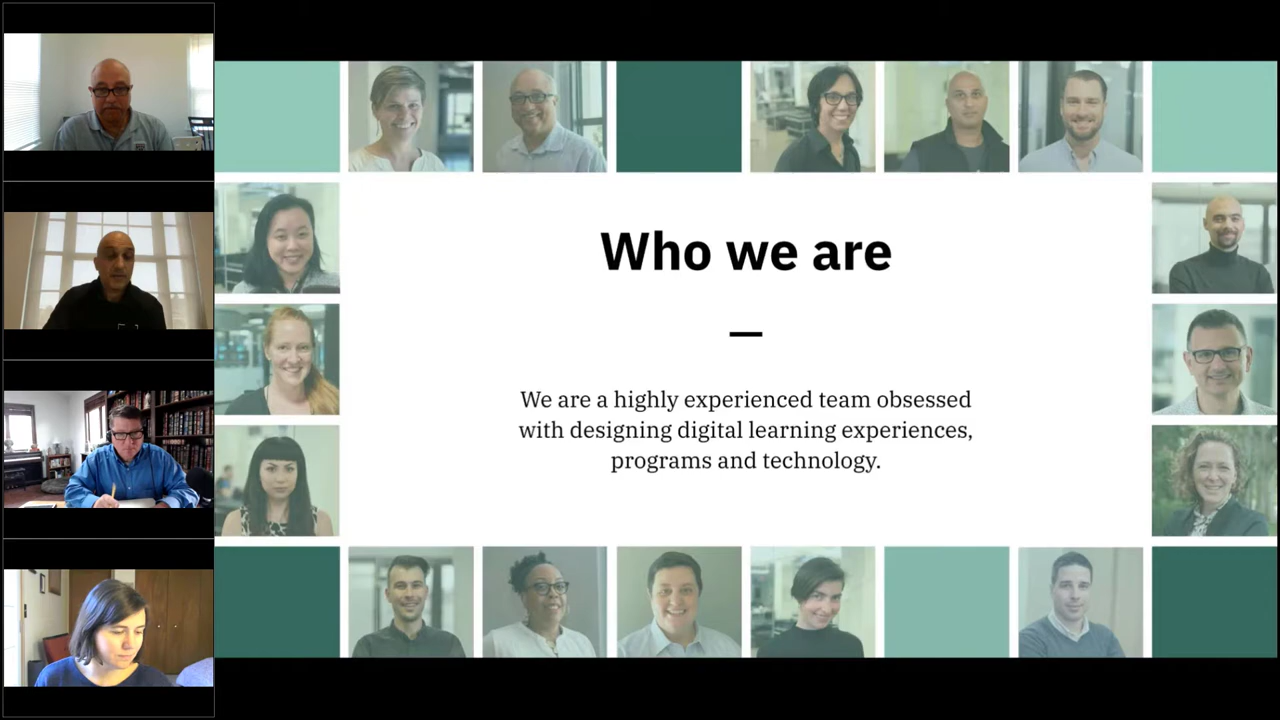 Who we are
We are a highly experienced team obsessed
with designing digital learning experiences,
programs and technology.